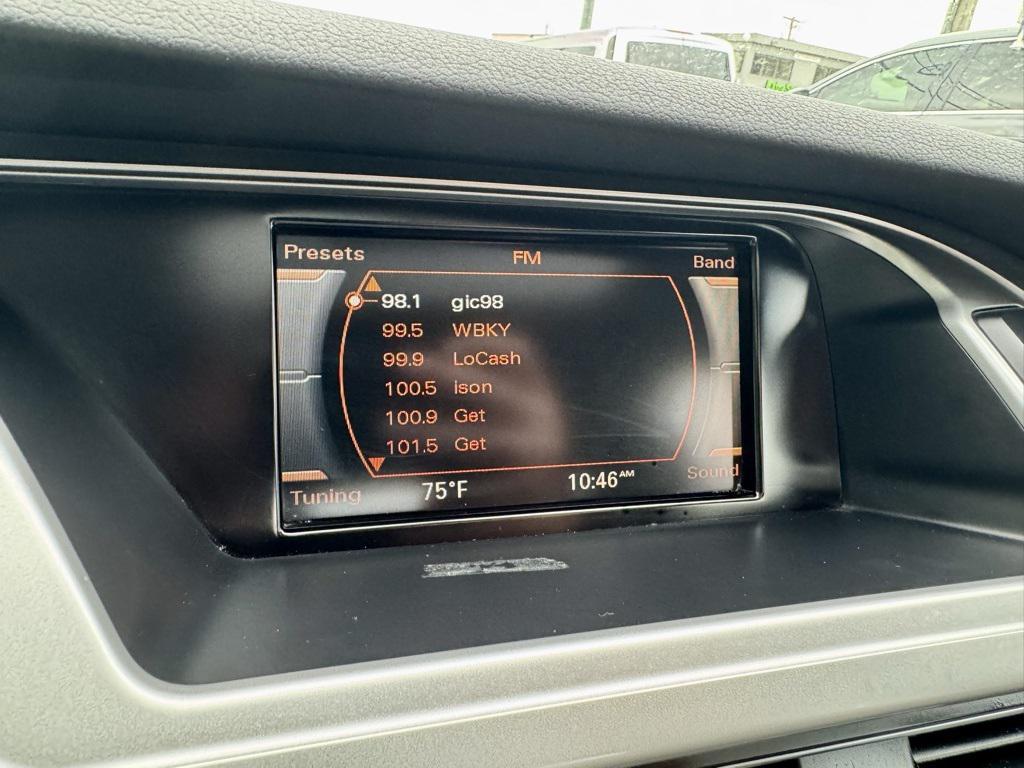 Presets FM Band
98.1 gic98
99.5 WBKY
99.9 LoCash
100.5 ison
100.9 Get
101.5 Get
Tuning 75°F 10:46AM Sound